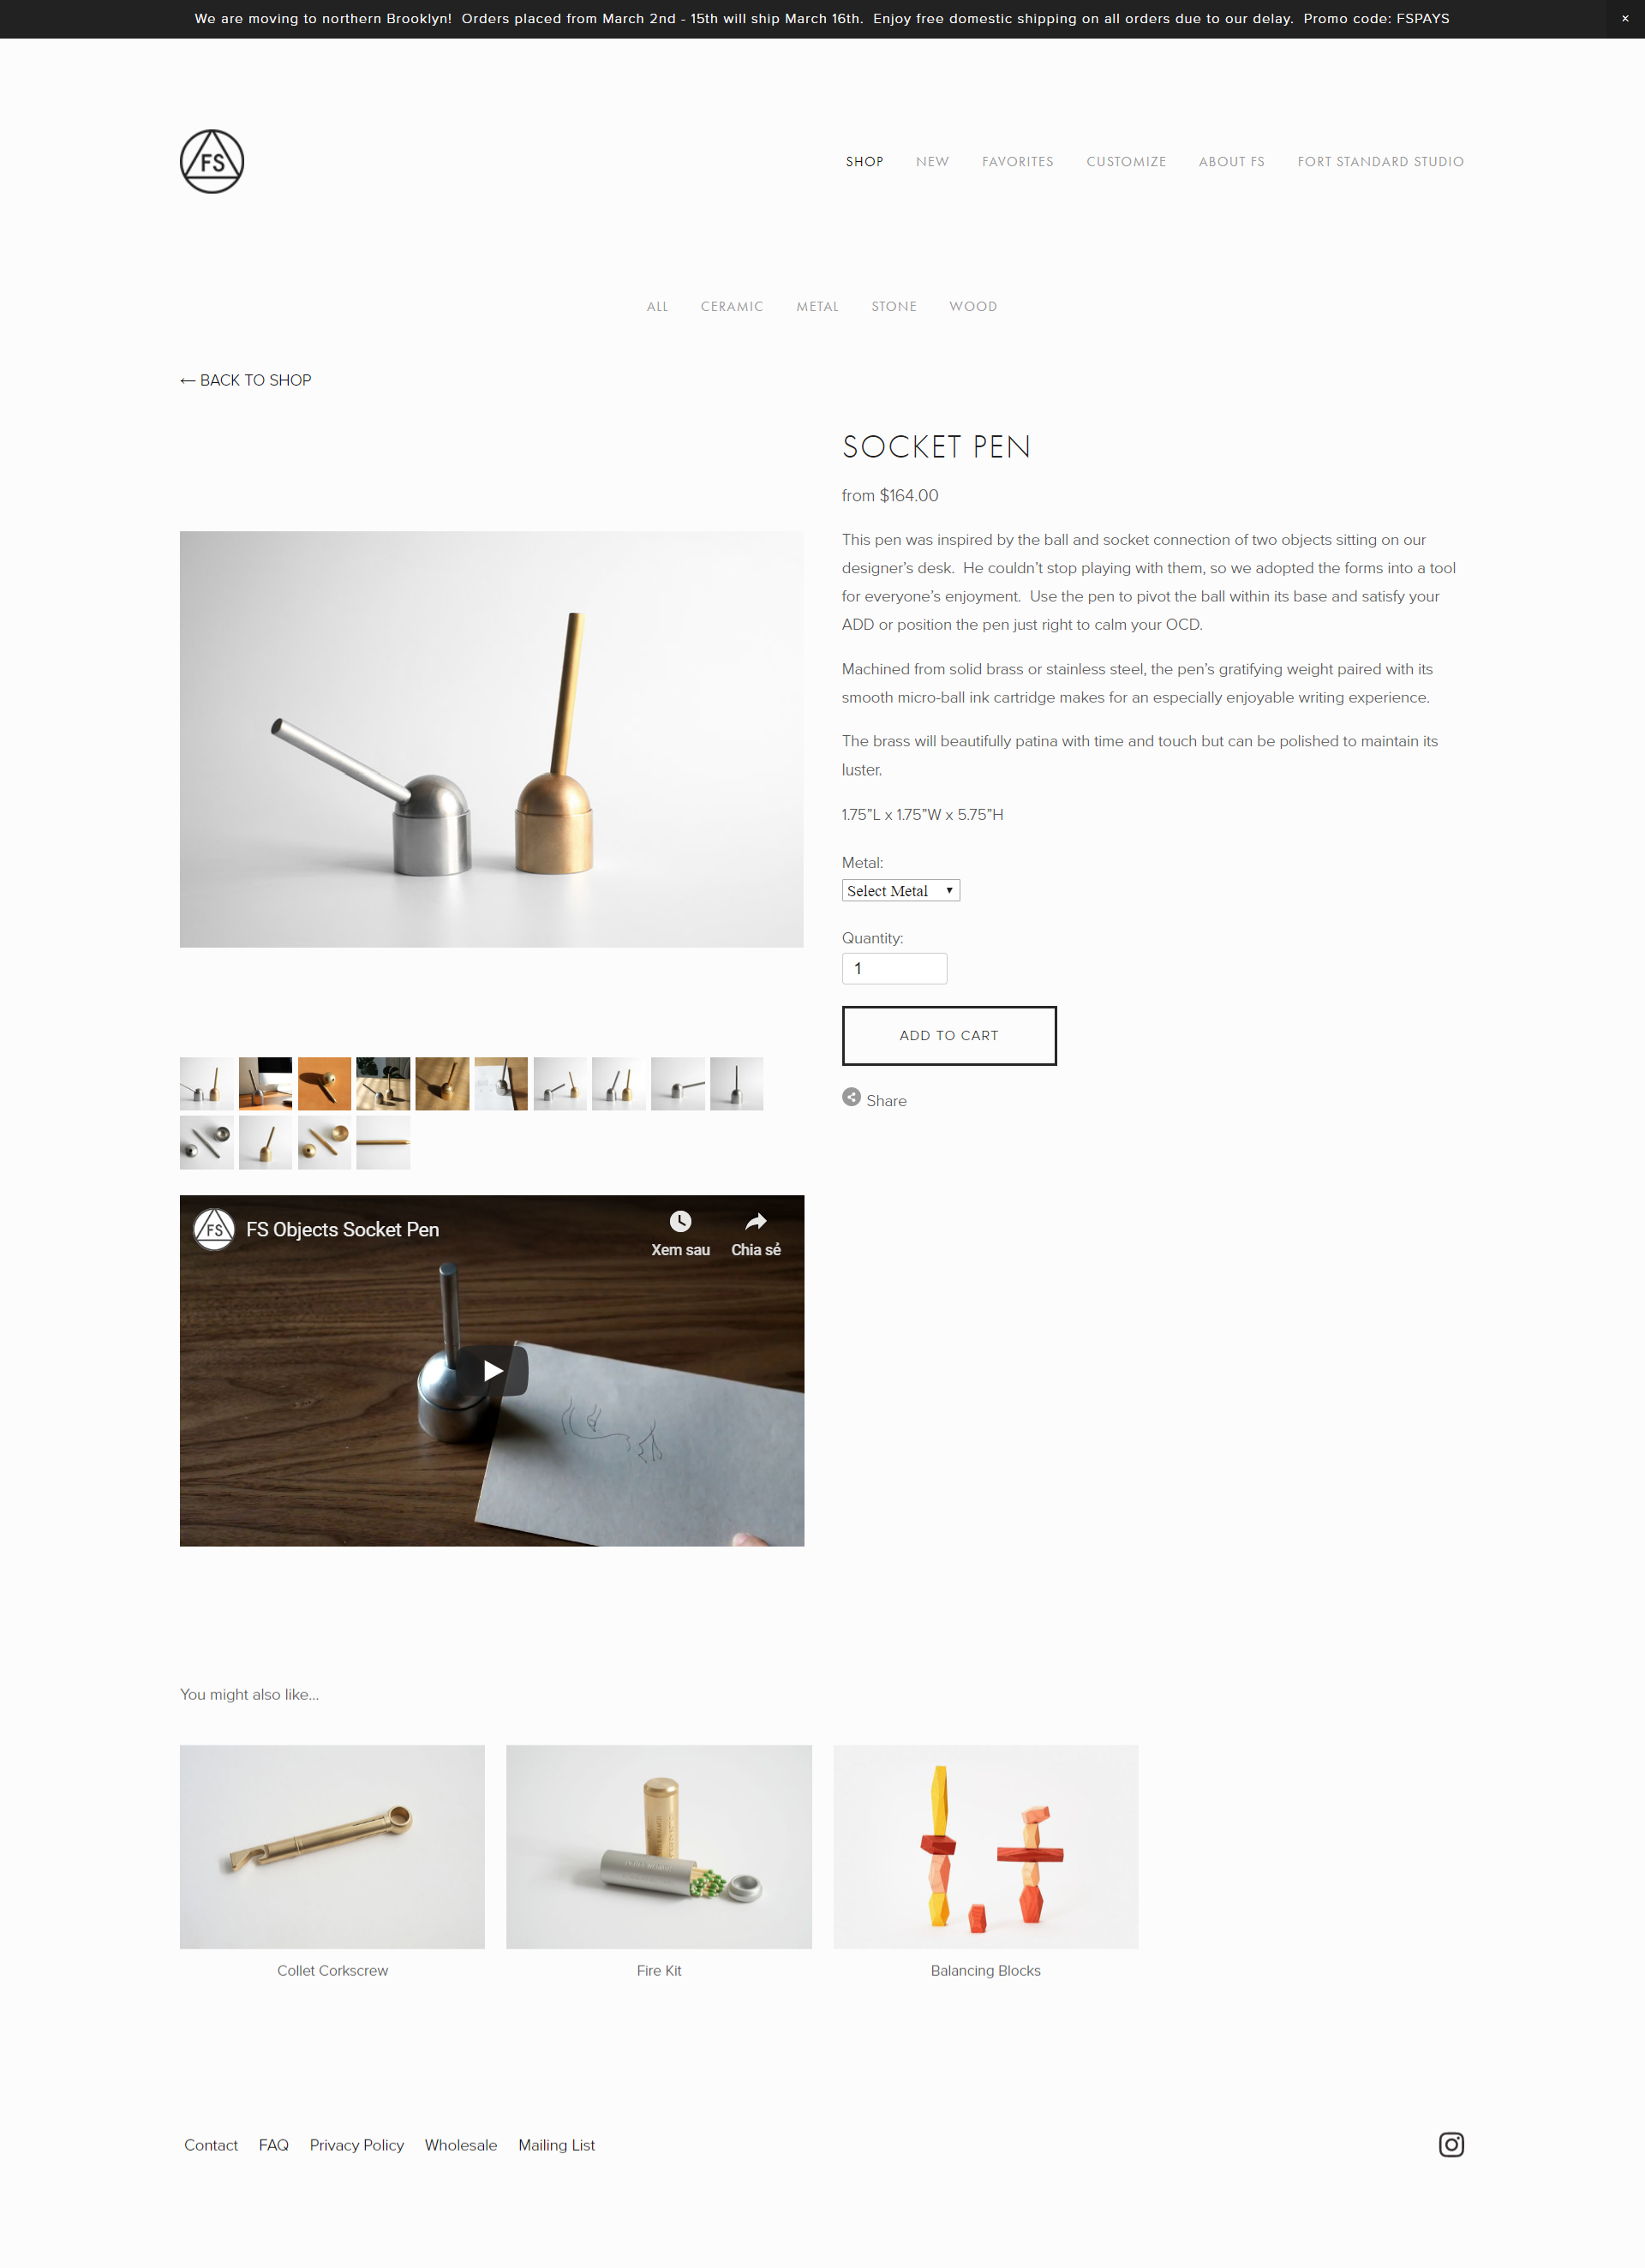 We are moving to northern Brooklyn!  Orders placed from March 2nd - 15th will ship March 16th.  Enjoy free domestic shipping on all orders due to our delay.  Promo code: FSPAYS
×
FS
SHOP NEW FAVORITES CUSTOMIZE ABOUT FS FORT STANDARD STUDIO
ALL CERAMIC METAL STONE WOOD
← BACK TO SHOP
SOCKET PEN
from $164.00
This pen was inspired by the ball and socket connection of two objects sitting on our
designer’s desk.  He couldn’t stop playing with them, so we adopted the forms into a tool
for everyone’s enjoyment.  Use the pen to pivot the ball within its base and satisfy your
ADD or position the pen just right to calm your OCD.
Machined from solid brass or stainless steel, the pen’s gratifying weight paired with its
smooth micro-ball ink cartridge makes for an especially enjoyable writing experience.
The brass will beautifully patina with time and touch but can be polished to maintain its
luster.
1.75”L x 1.75”W x 5.75”H
Metal:
Select Metal
Quantity:
1
ADD TO CART
Share
FS
FS Objects Socket Pen
Xem sau Chia sẻ
You might also like...
Collet Corkscrew
Fire Kit
Balancing Blocks
Contact FAQ Privacy Policy Wholesale Mailing List